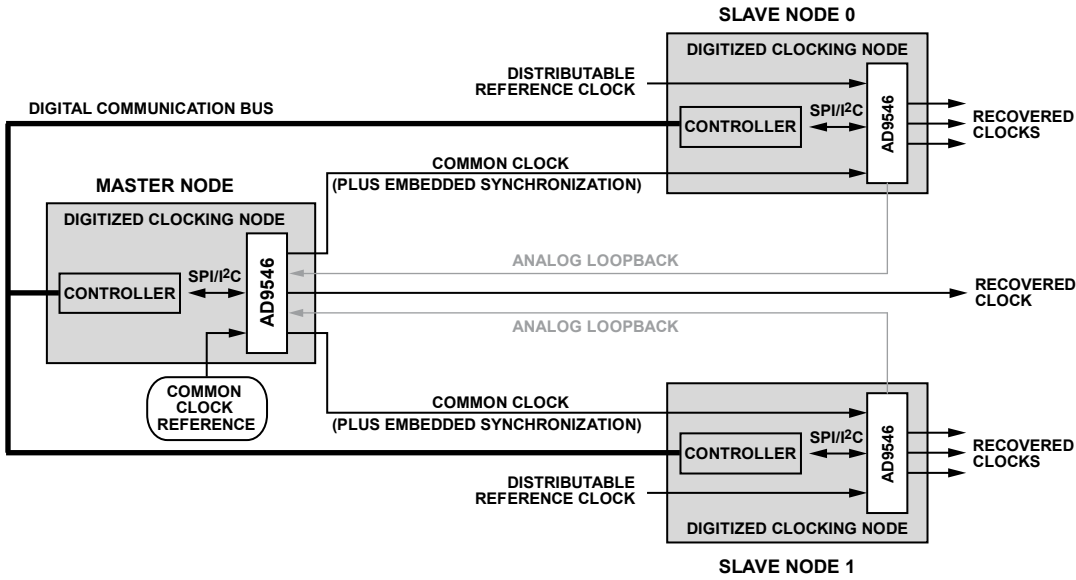 SLAVE NODE 0
DIGITIZED CLOCKING NODE
DISTRIBUTABLE
REFERENCE CLOCK
SPI/I2C
CONTROLLER
AD9546
RECOVERED
CLOCKS
DIGITAL COMMUNICATION BUS
COMMON CLOCK
(PLUS EMBEDDED SYNCHRONIZATION)
MASTER NODE
DIGITIZED CLOCKING NODE
SPI/I2C
CONTROLLER
AD9546
ANALOG LOOPBACK
RECOVERED
CLOCK
ANALOG LOOPBACK
COMMON
CLOCK
REFERENCE
COMMON CLOCK
(PLUS EMBEDDED SYNCHRONIZATION)
SPI/I2C
CONTROLLER
AD9546
RECOVERED
CLOCKS
DISTRIBUTABLE
REFERENCE CLOCK
DIGITIZED CLOCKING NODE
SLAVE NODE 1